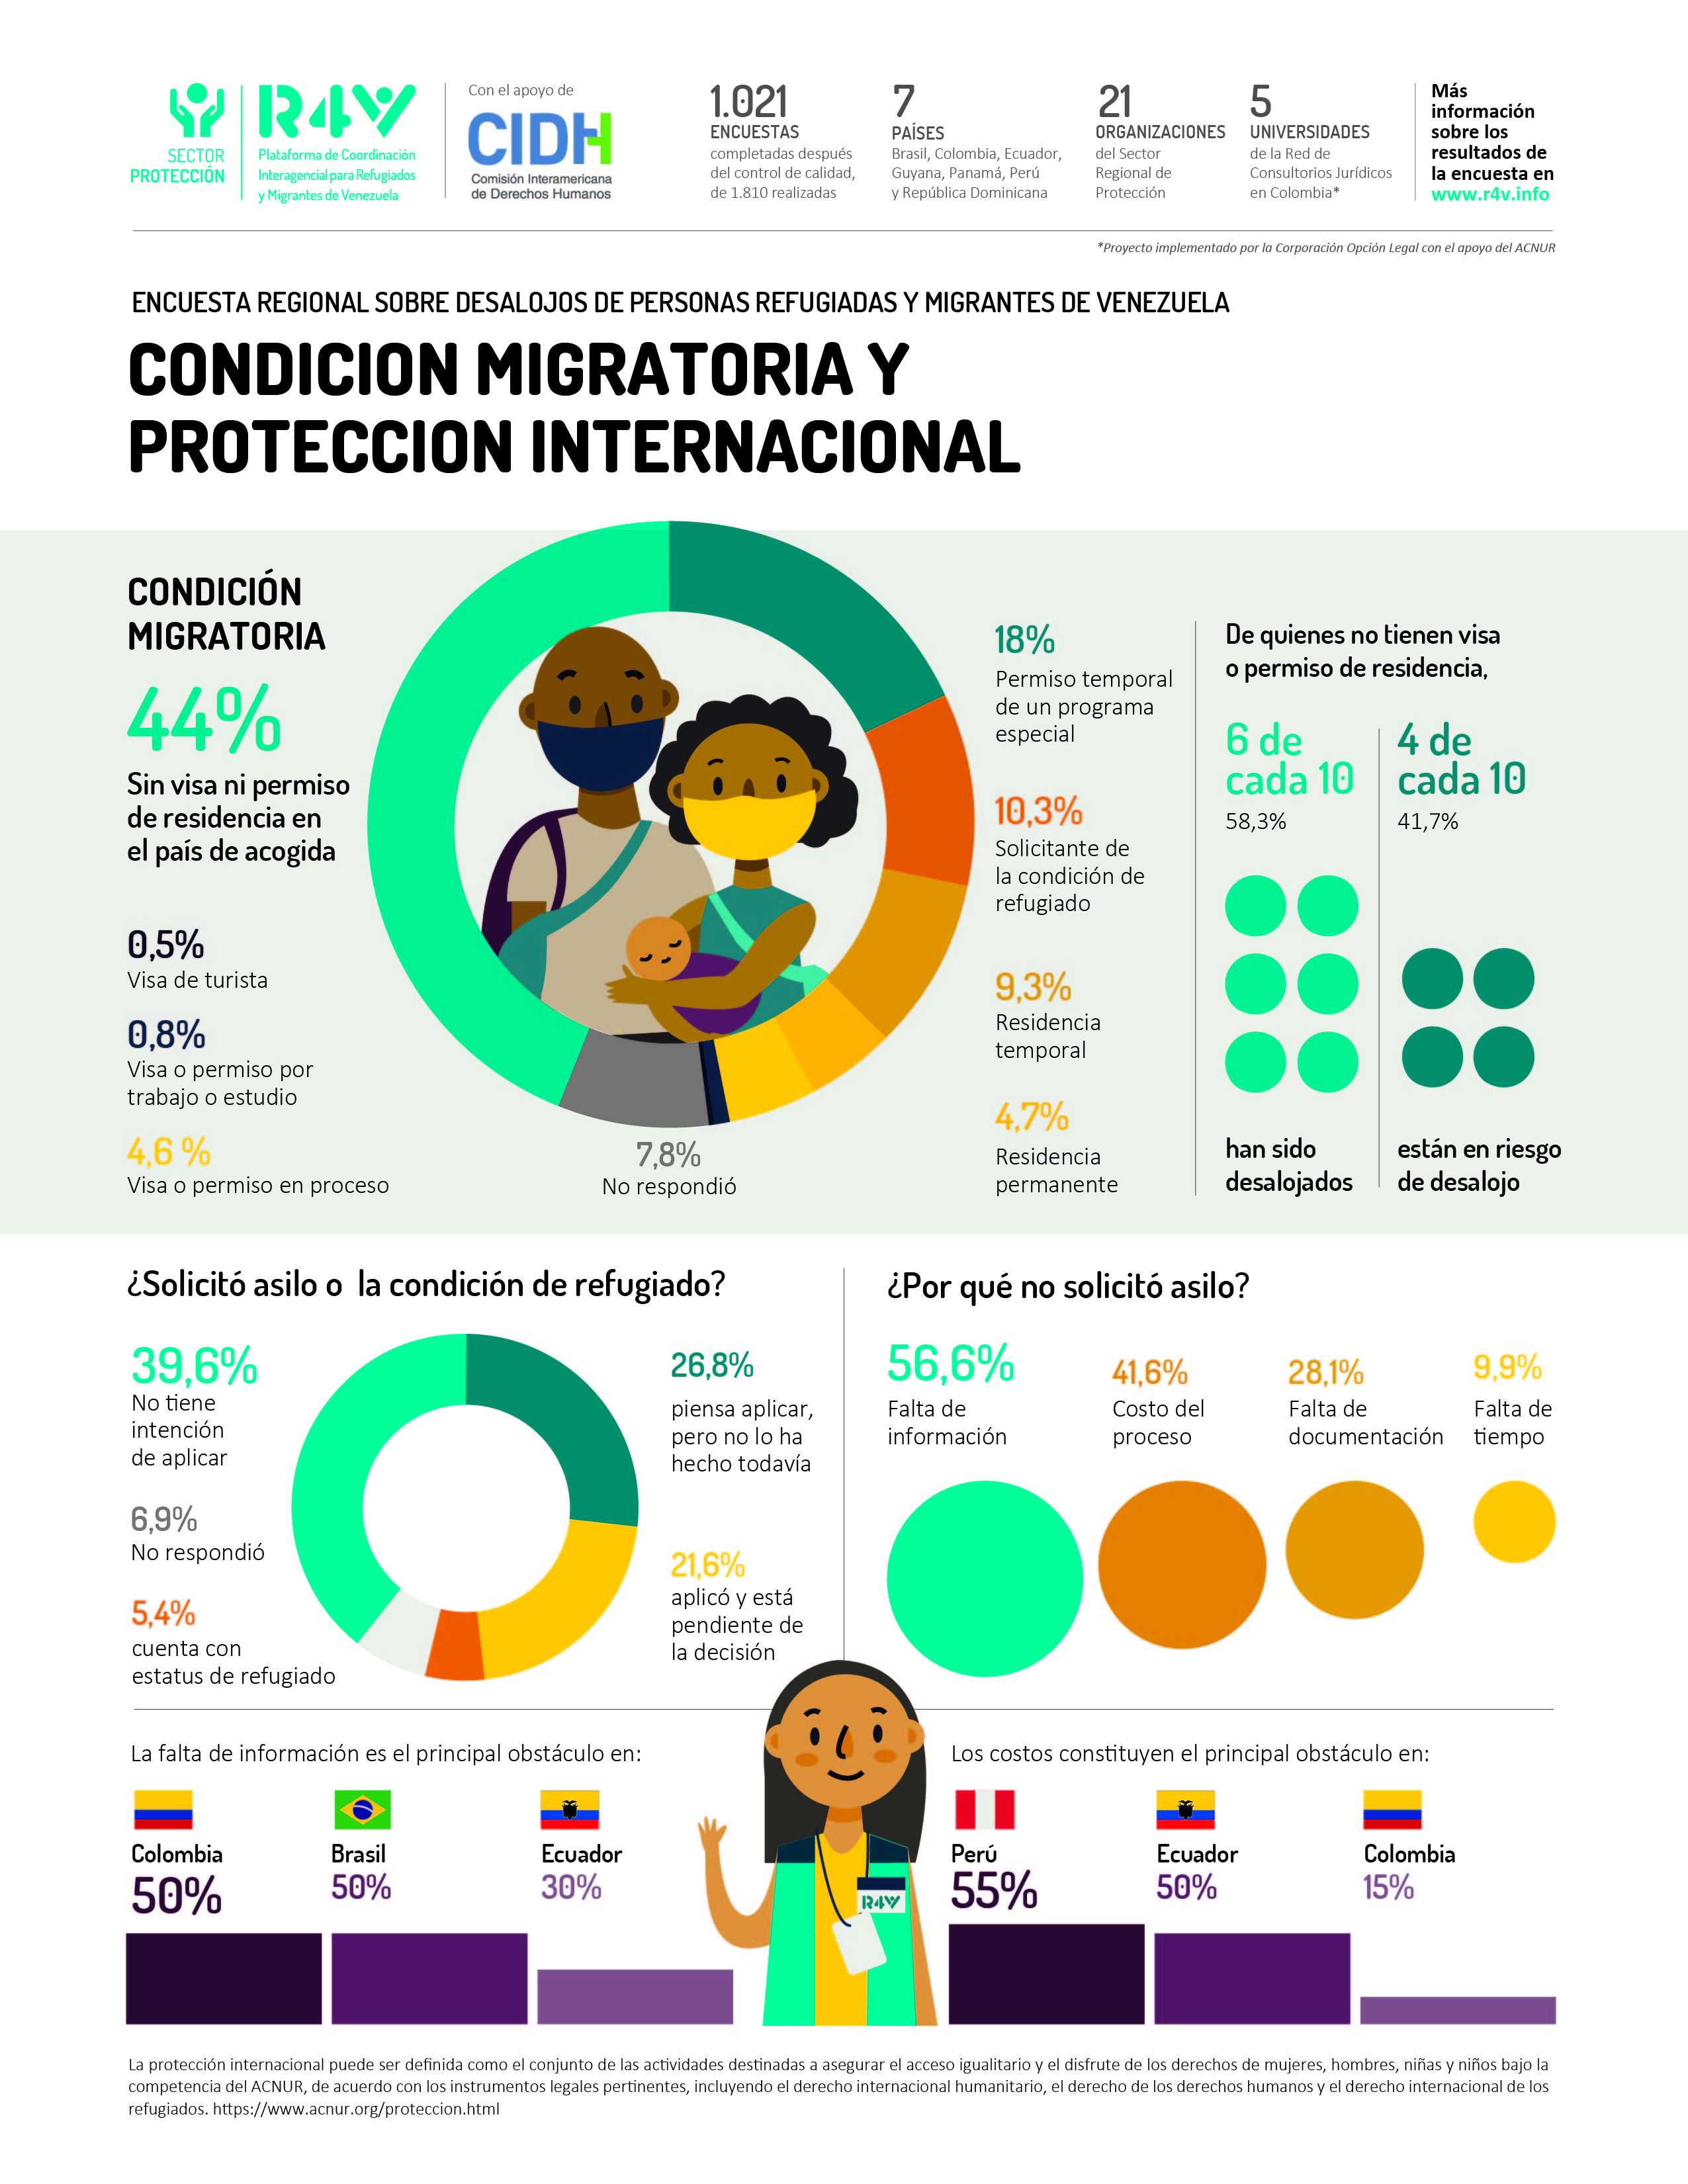 SECTOR
PROTECCIÓN
R4V
Plataforma de Coordinación
Interagencial para Refugiados
y Migrantes de Venezuela
Con el apoyo de
CIDH
Comisión Interamericana
de Derechos Humanos
1.021
ENCUESTAS
completadas después
del control de calidad,
de 1.810 realizadas
7
PAÍSES
Brasil, Colombia, Ecuador,
Guyana, Panamá, Perú
y República Dominicana
21
ORGANIZACIONES
del Sector
Regional de
Protección
5
UNIVERSIDADES
de la Red de
Consultorios Jurídicos
en Colombia*
Más
información
sobre los
resultados de
la encuesta en
www.r4v.info
*Proyecto implementado por la Corporación Opción Legal con el apoyo del ACNUR
ENCUESTA REGIONAL SOBRE DESALOJOS DE PERSONAS REFUGIADAS Y MIGRANTES DE VENEZUELA
CONDICION MIGRATORIA Y
PROTECCION INTERNACIONAL
CONDICIÓN
MIGRATORIA
44%
Sin visa ni permiso
de residencia en
el país de acogida
0,5%
Visa de turista
0,8%
Visa o permiso por
trabajo o estudio
4,6 %
Visa o permiso en proceso
7,8%
No respondió
18%
Permiso temporal
de un programa
especial
10,3%
Solicitante de
la condición de
refugiado
9,3%
Residencia
temporal
4,7%
Residencia
permanente
De quienes no tienen visa
o permiso de residencia,
6 de
cada 10
58,3%
han sido
desalojados
4 de
cada 10
41,7%
están en riesgo
de desalojo
¿Solicitó asilo o la condición de refugiado?
39,6%
No tiene
intención
de aplicar
6,9%
No respondió
5,4%
cuenta con
estatus de refugiado
26,8%
piensa aplicar,
pero no lo ha
hecho todavía
21,6%
aplicó y está
pendiente de
la decisión
¿Por qué no solicitó asilo?
56,6%
Falta de
información
41,6%
Costo del
proceso
28,1%
Falta de
documentación
9,9%
Falta de
tiempo
La falta de información es el principal obstáculo en:
Colombia
50%
Brasil
50%
Ecuador
30%
R4V
Los costos constituyen el principal obstáculo en:
Perú
55%
Ecuador
50%
Colombia
15%
La protección internacional puede ser definida como el conjunto de las actividades destinadas a asegurar el acceso igualitario y el disfrute de los derechos de mujeres, hombres, niñas y niños bajo la
competencia del ACNUR, de acuerdo con los instrumentos legales pertinentes, incluyendo el derecho internacional humanitario, el derecho de los derechos humanos y el derecho internacional de los
refugiados. https://www.acnur.org/proteccion.html